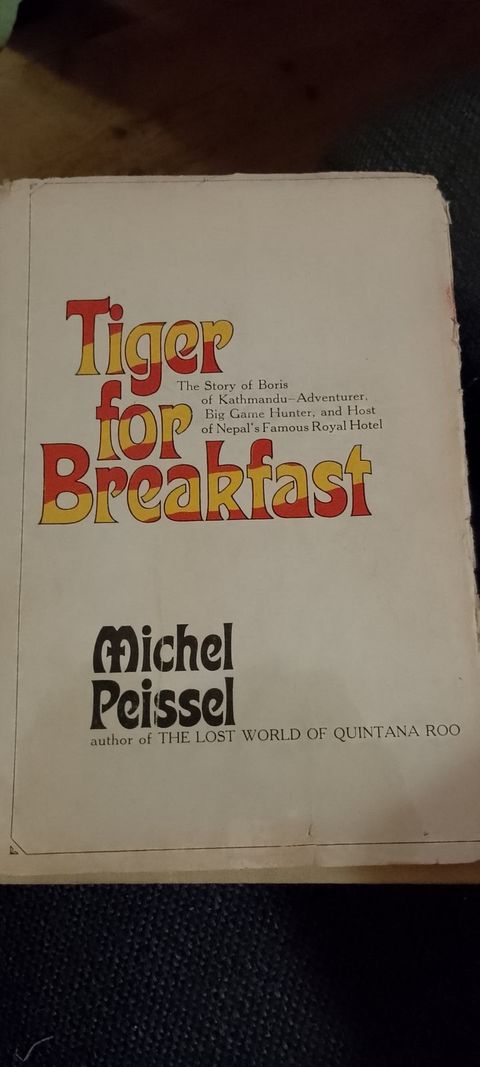 Tiger
for
Breakfast
The Story of Boris
of Kathmandu–Adventurer,
Big Game Hunter, and Host
of Nepal's Famous Royal Hotel
Michel
Peissel
author of THE LOST WORLD OF QUINTANA ROO